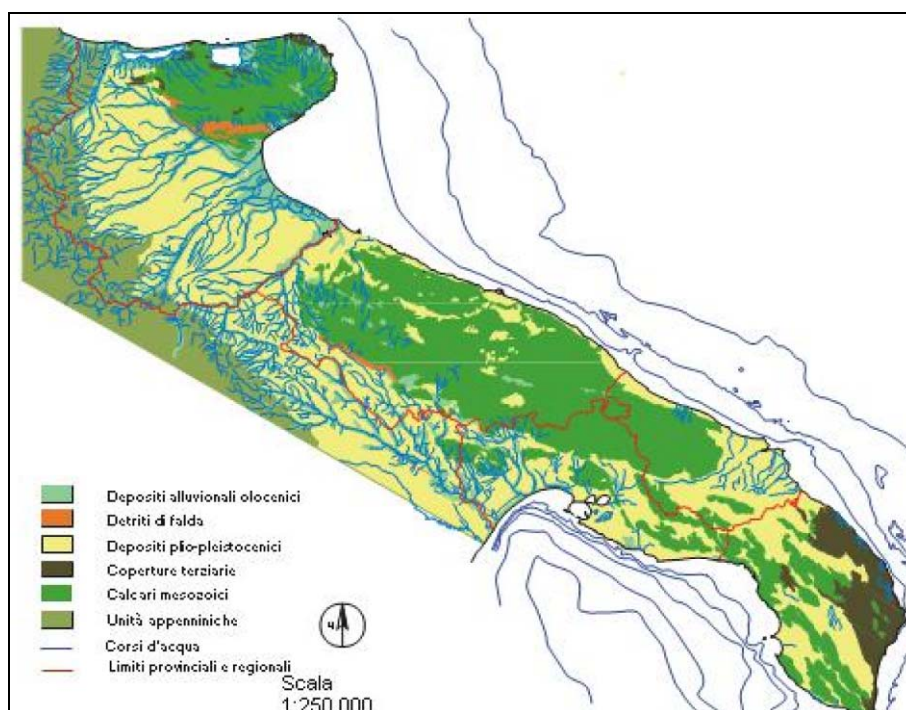 Depositi alluvionali olocenici
Detriti di falda
Depositi plio-pleistocenici
Coperture terziarie
Calcari mesozoici
Unità appenniniche
Corsi d'acqua
Limiti provinciali e regionali
Scala
1:250.000